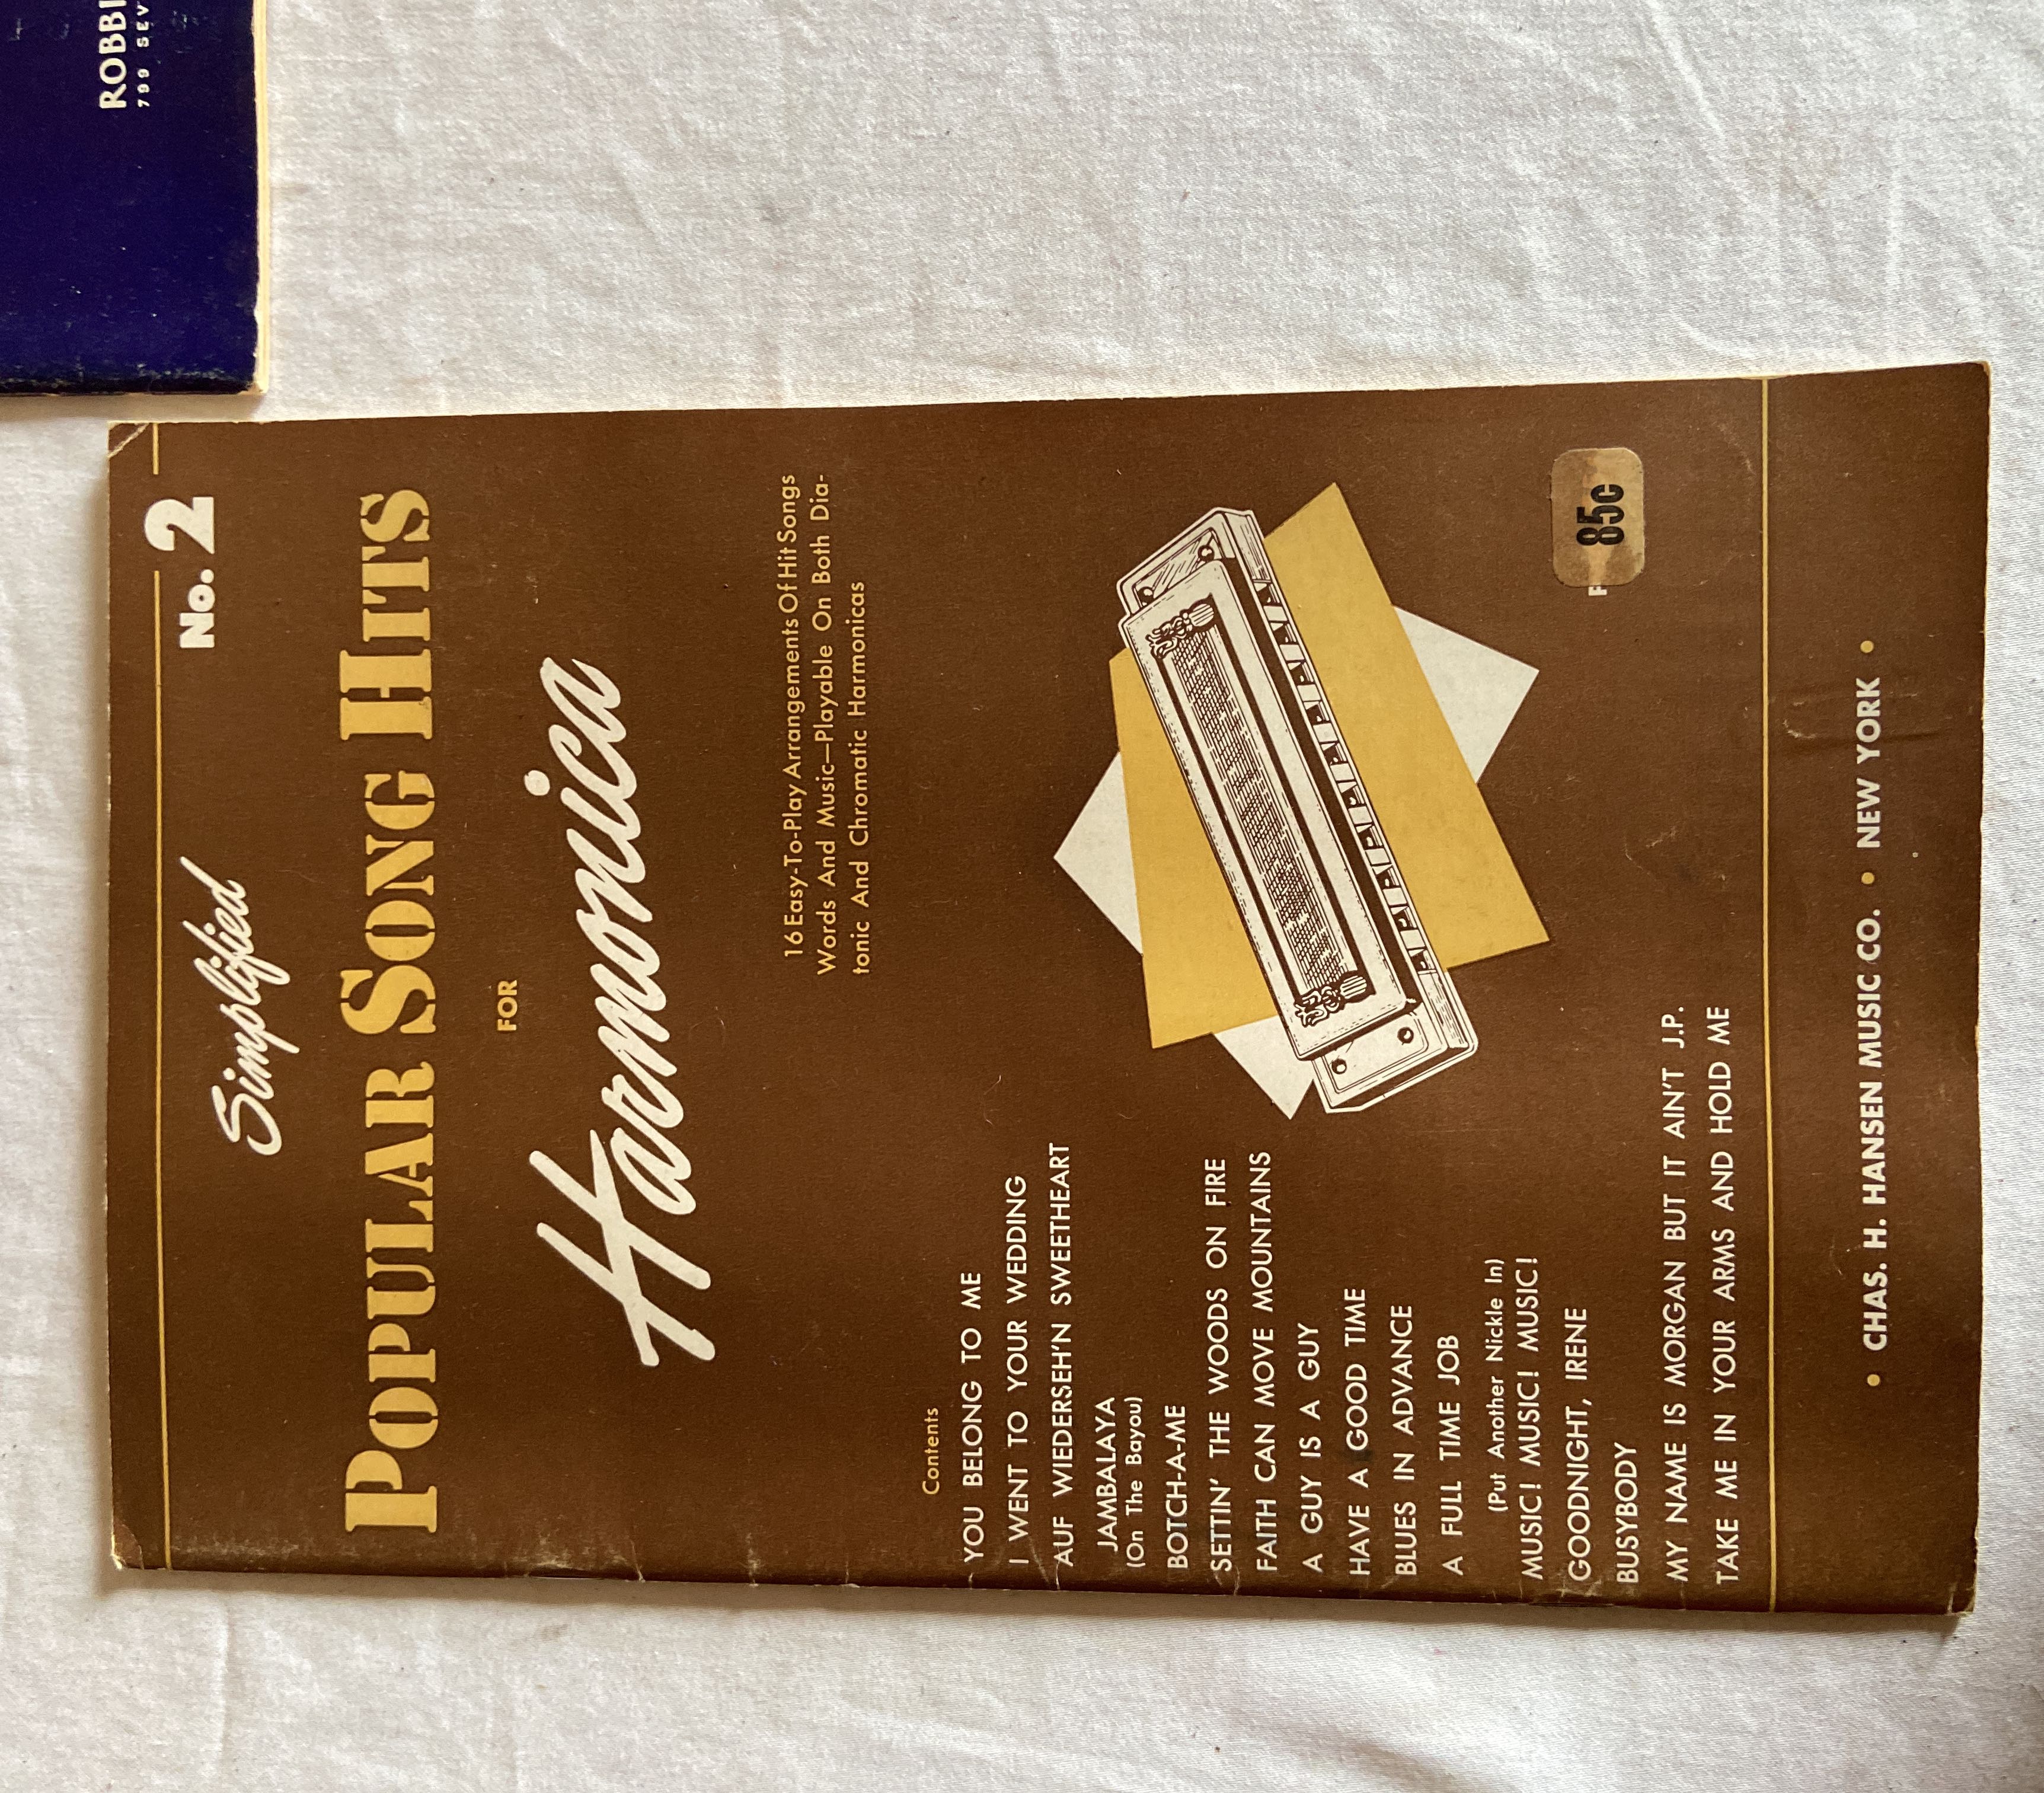 ROBBI
799 SEV
No. 2
Simplified
POPULAR SONG HITS
FOR
Harmonica
16 Easy-To-Play Arrangements Of Hit Songs
Words And Music—Playable On Both Dia-
tonic And Chromatic Harmonicas
Contents
YOU BELONG TO ME
I WENT TO YOUR WEDDING
AUF WIEDERSEH'N SWEETHEART
JAMBALAYA
(On The Bayou)
BOTCH-A-ME
SETTIN' THE WOODS ON FIRE
FAITH CAN MOVE MOUNTAINS
A GUY IS A GUY
HAVE A GOOD TIME
BLUES IN ADVANCE
A FULL TIME JOB
(Put Another Nickle In)
MUSIC! MUSIC! MUSIC!
GOODNIGHT, IRENE
BUSYBODY
MY NAME IS MORGAN BUT IT AIN'T J.P.
TAKE ME IN YOUR ARMS AND HOLD ME
85c
• CHAS. H. HANSEN MUSIC CO. • NEW YORK •